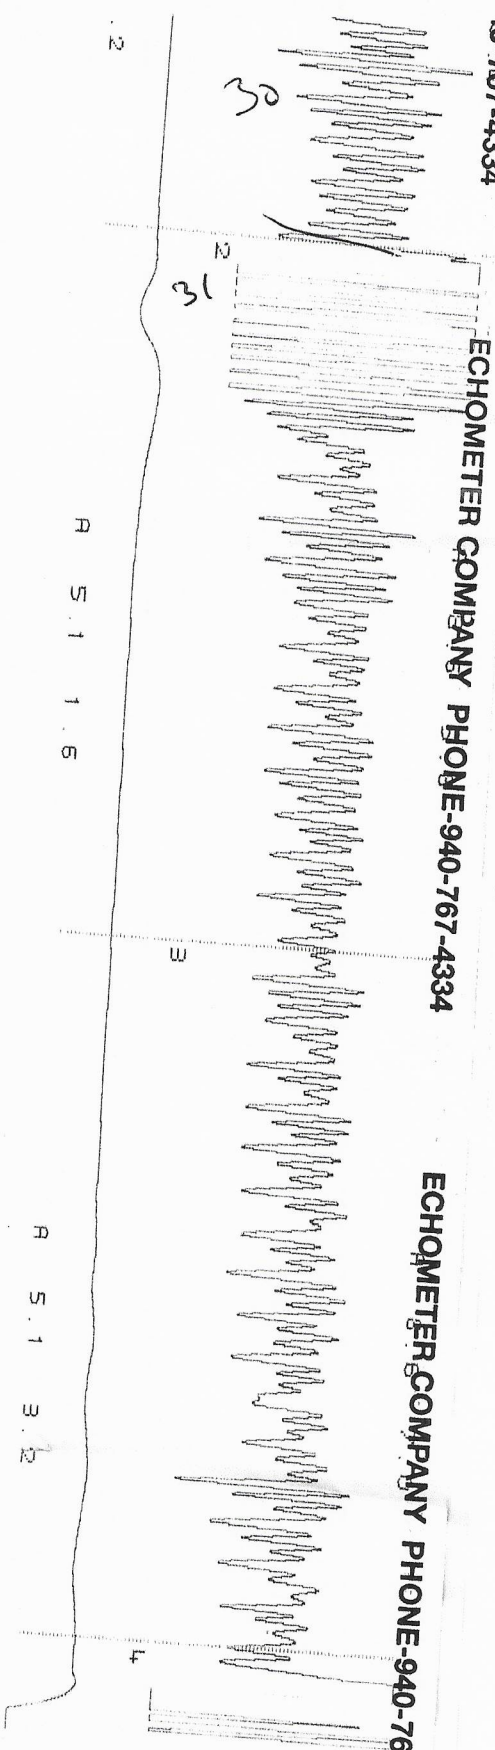 .2
30
2
31
ECHOMETER COMPANY PHONE-940-767-4334
A 5.1 1.6
3
ECHOMETER COMPANY PHONE-940-76
A 5.1 3.2
4